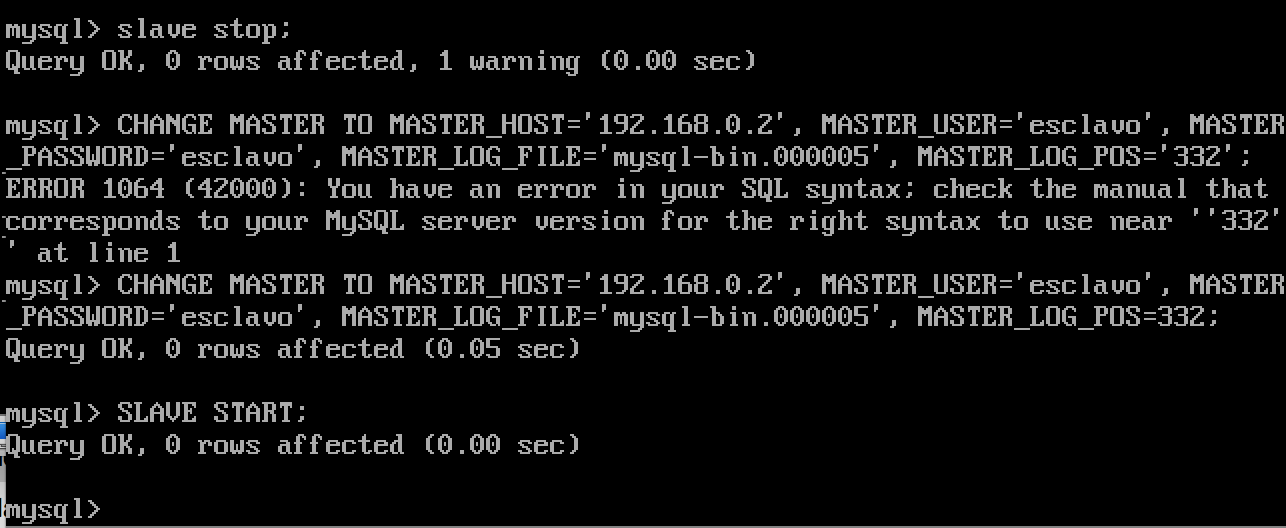 mysql> slave stop;
Query OK, 0 rows affected, 1 warning (0.00 sec)
mysql> CHANGE MASTER TO MASTER_HOST='192.168.0.2', MASTER_USER='esclavo', MASTER
_PASSWORD='esclavo', MASTER_LOG_FILE='mysql-bin.000005', MASTER_LOG_POS='332';
ERROR 1064 (42000): You have an error in your SQL syntax; check the manual that
corresponds to your MySQL server version for the right syntax to use near ''332'
' at line 1
mysql> CHANGE MASTER TO MASTER_HOST='192.168.0.2', MASTER_USER='esclavo', MASTER
_PASSWORD='esclavo', MASTER_LOG_FILE='mysql-bin.000005', MASTER_LOG_POS=332;
Query OK, 0 rows affected (0.05 sec)
mysql> SLAVE START;
Query OK, 0 rows affected (0.00 sec)
mysql>